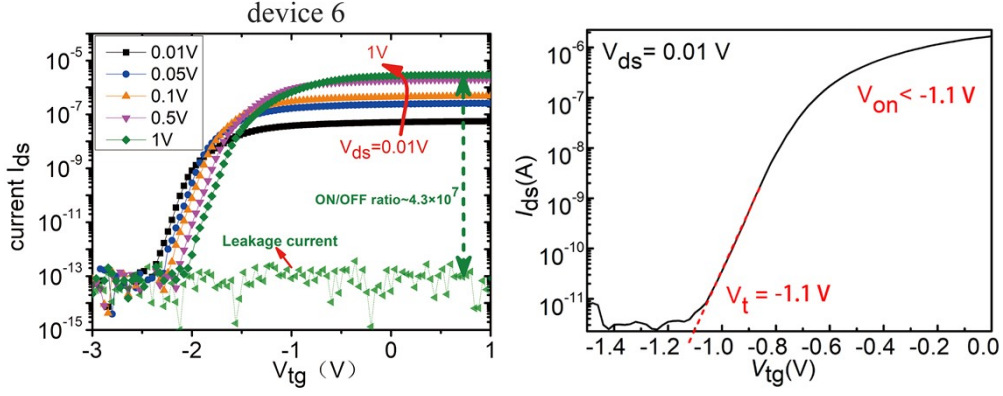 device 6
0.01V
0.05V
0.1V
0.5V
1V
1V
V_ds=0.01V
ON/OFF ratio~4.3×10⁷
Leakage current
current I_ds
10⁻⁵
10⁻⁷
10⁻⁹
10⁻¹¹
10⁻¹³
10⁻¹⁵
-3 -2 -1 0 1
V_tg (V)
V_ds= 0.01 V
V_on< -1.1 V
V_t = -1.1 V
I_ds(A)
10⁻⁶
10⁻⁷
10⁻⁸
10⁻⁹
10⁻¹⁰
10⁻¹¹
-1.4 -1.2 -1.0 -0.8 -0.6 -0.4 -0.2 0.0
V_tg(V)